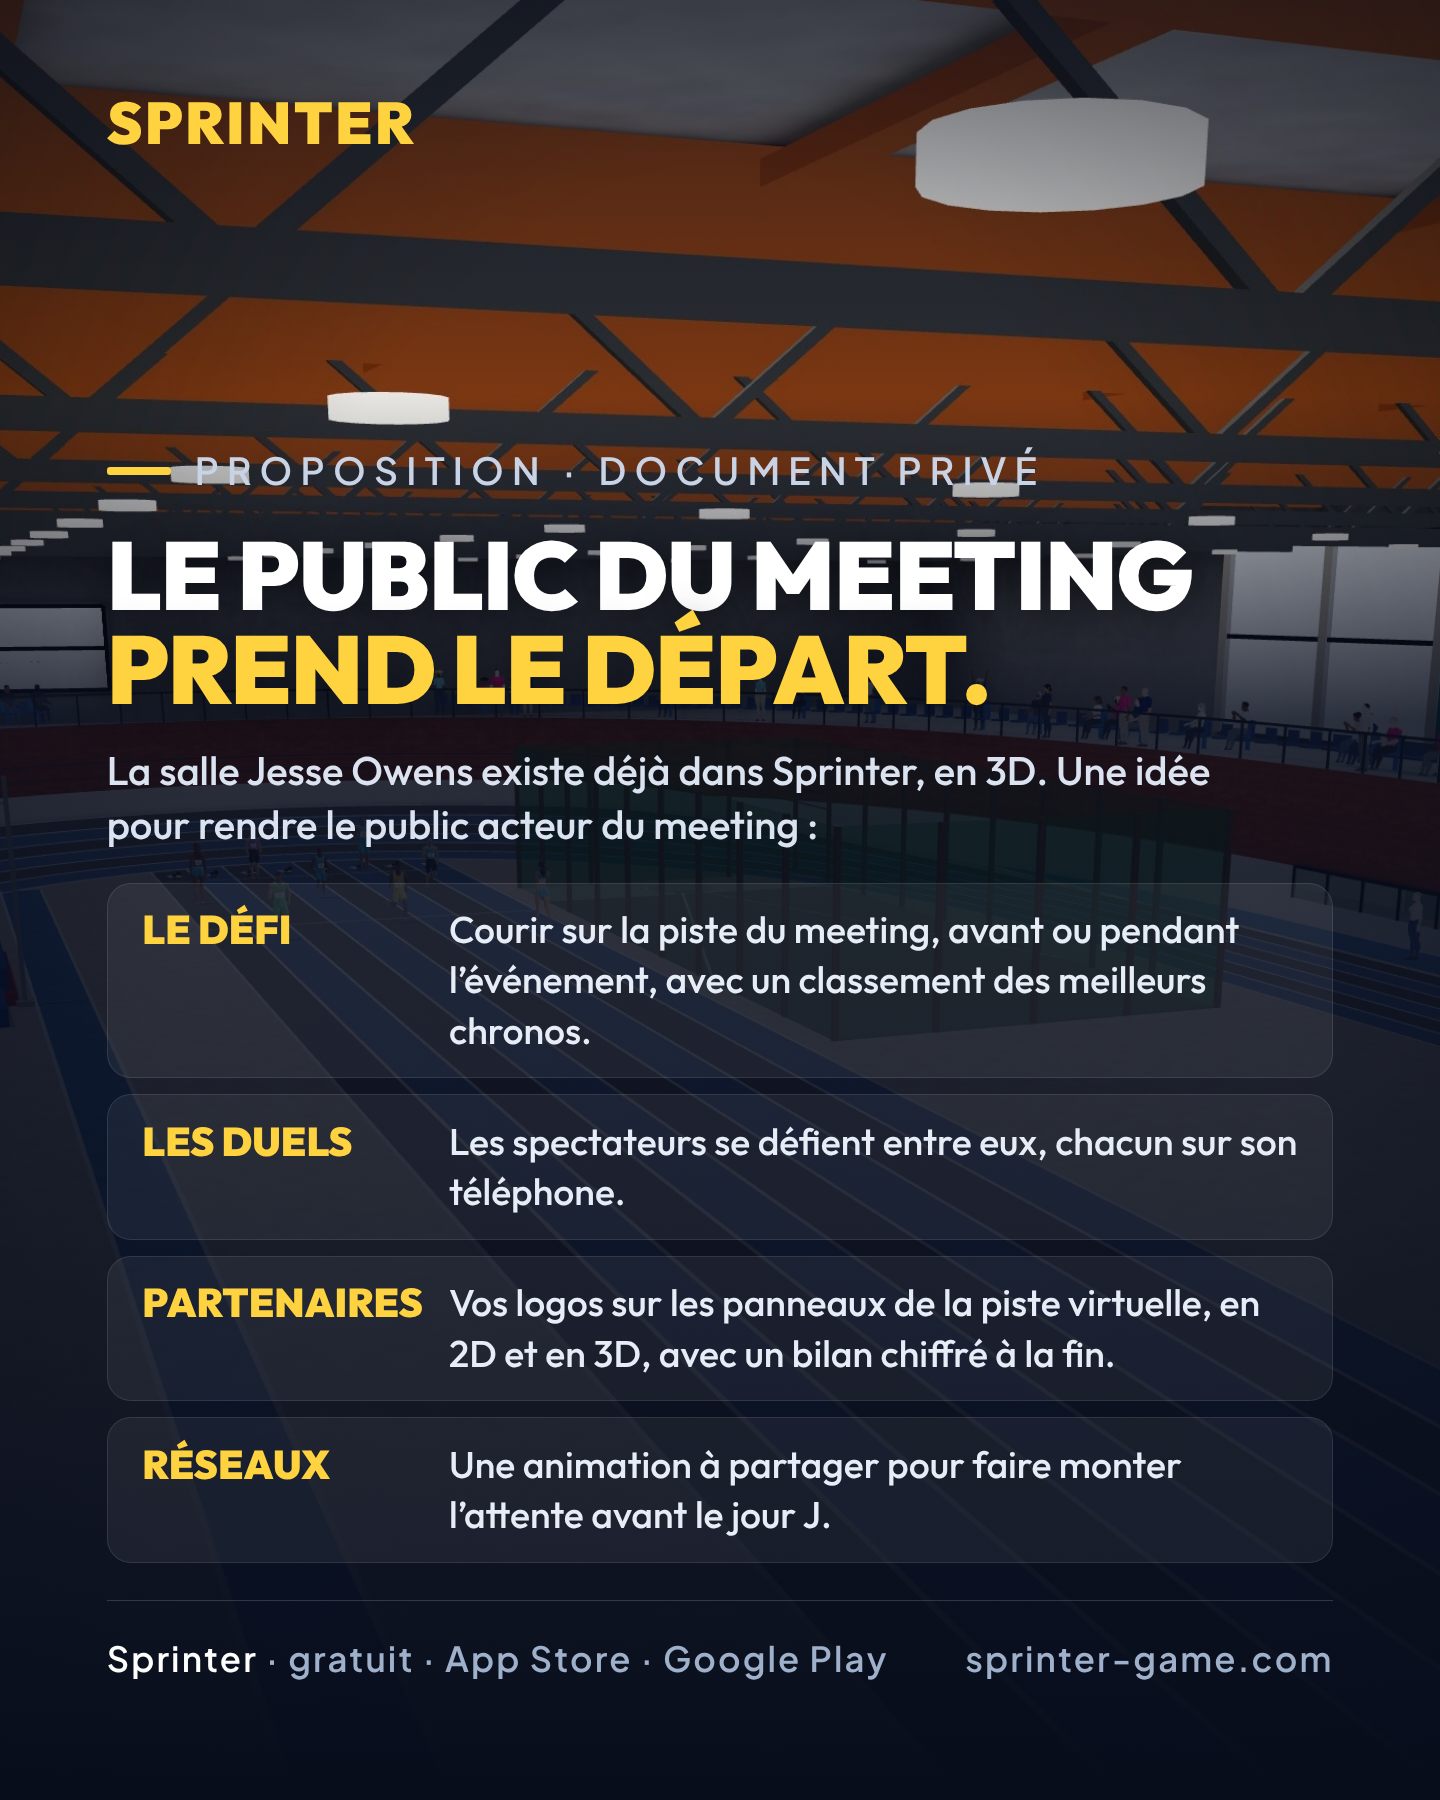 SPRINTER
PROPOSITION · DOCUMENT PRIVÉ
LE PUBLIC DU MEETING
PREND LE DÉPART.
La salle Jesse Owens existe déjà dans Sprinter, en 3D. Une idée
pour rendre le public acteur du meeting :
LE DÉFI
Courir sur la piste du meeting, avant ou pendant
l’événement, avec un classement des meilleurs
chronos.
LES DUELS
Les spectateurs se défient entre eux, chacun sur son
téléphone.
PARTENAIRES
Vos logos sur les panneaux de la piste virtuelle, en
2D et en 3D, avec un bilan chiffré à la fin.
RÉSEAUX
Une animation à partager pour faire monter
l’attente avant le jour J.
Sprinter · gratuit · App Store · Google Play
sprinter-game.com